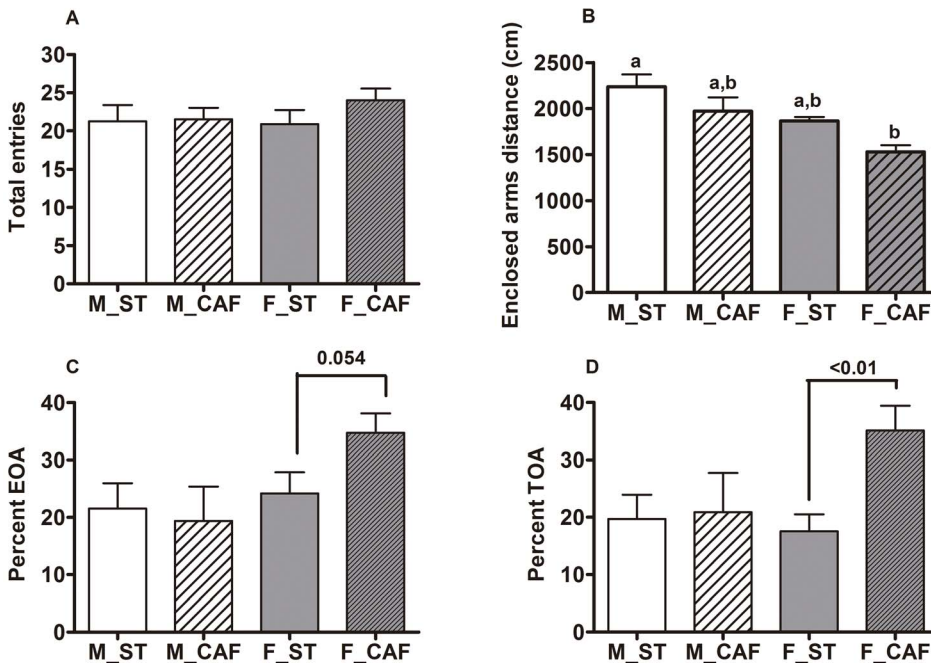 A
Total entries
30
25
20
15
10
5
0
M_ST M_CAF F_ST F_CAF
B
Enclosed arms distance (cm)
2500
2000
1500
1000
500
0
a
a,b
a,b
b
M_ST M_CAF F_ST F_CAF
C
0.054
Percent EOA
40
30
20
10
0
M_ST M_CAF F_ST F_CAF
D
<0.01
Percent TOA
40
30
20
10
0
M_ST M_CAF F_ST F_CAF